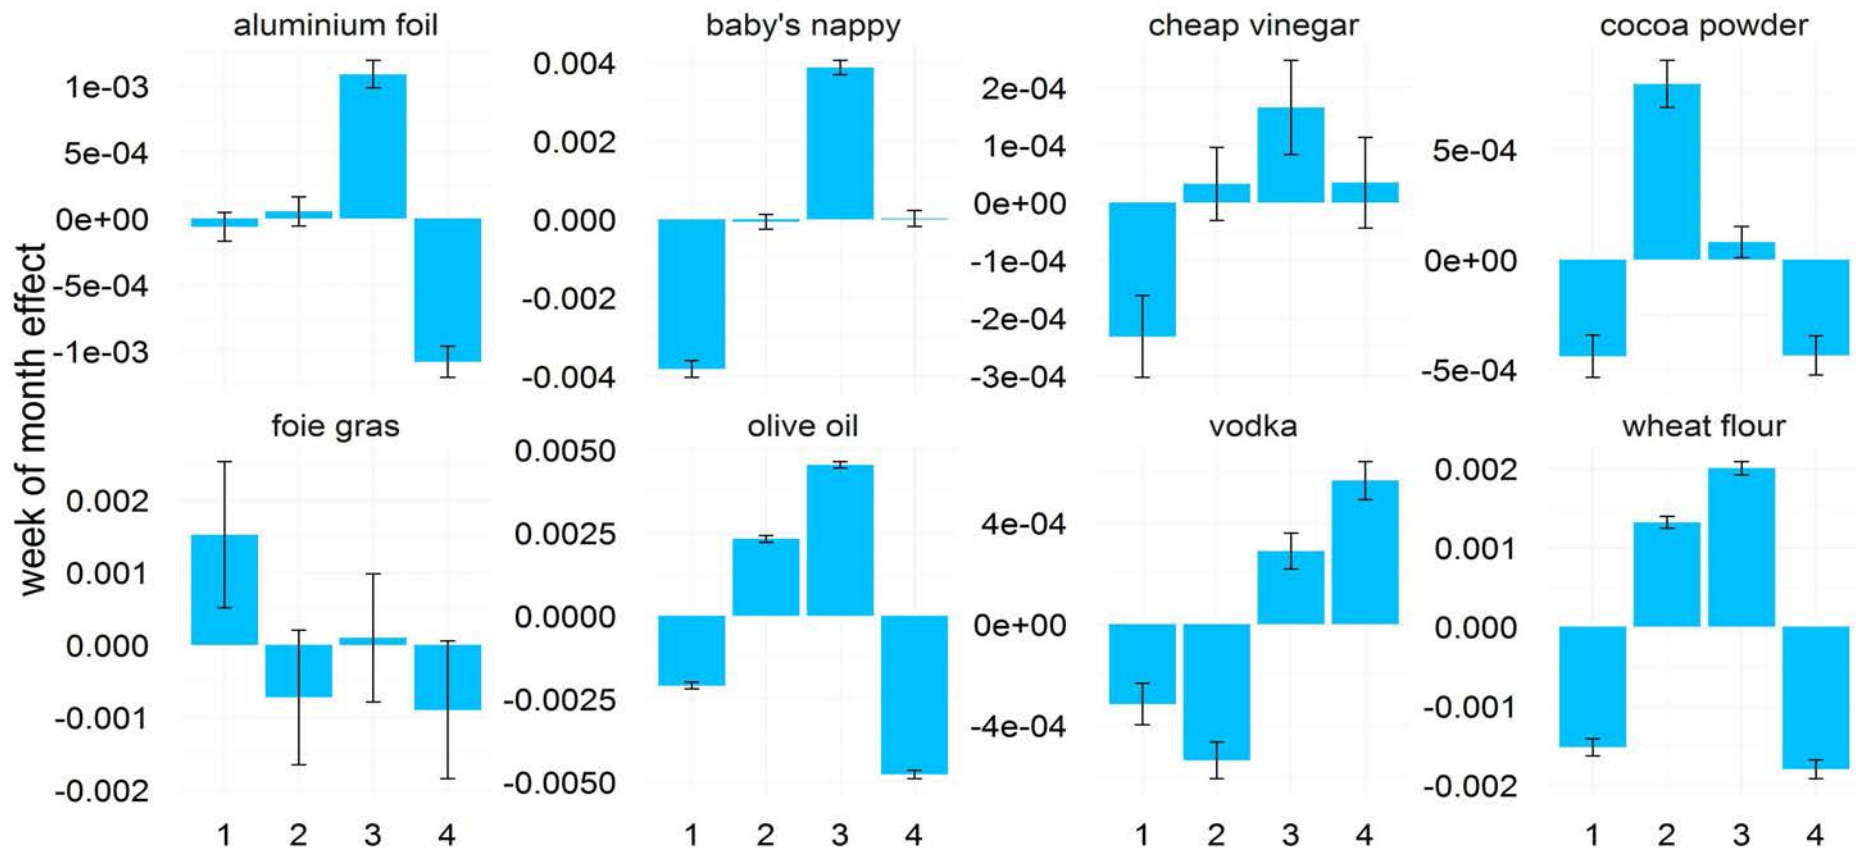 aluminium foil
baby's nappy
cheap vinegar
cocoa powder
1e-03
5e-04
0e+00
-5e-04
-1e-03
0.004
0.002
0.000
-0.002
-0.004
2e-04
1e-04
0e+00
-1e-04
-2e-04
-3e-04
5e-04
0e+00
-5e-04
week of month effect
foie gras
olive oil
vodka
wheat flour
0.002
0.001
0.000
-0.001
-0.002
0.0050
0.0025
0.0000
-0.0025
-0.0050
4e-04
0e+00
-4e-04
0.002
0.001
0.000
-0.001
-0.002
1 2 3 4
1 2 3 4
1 2 3 4
1 2 3 4